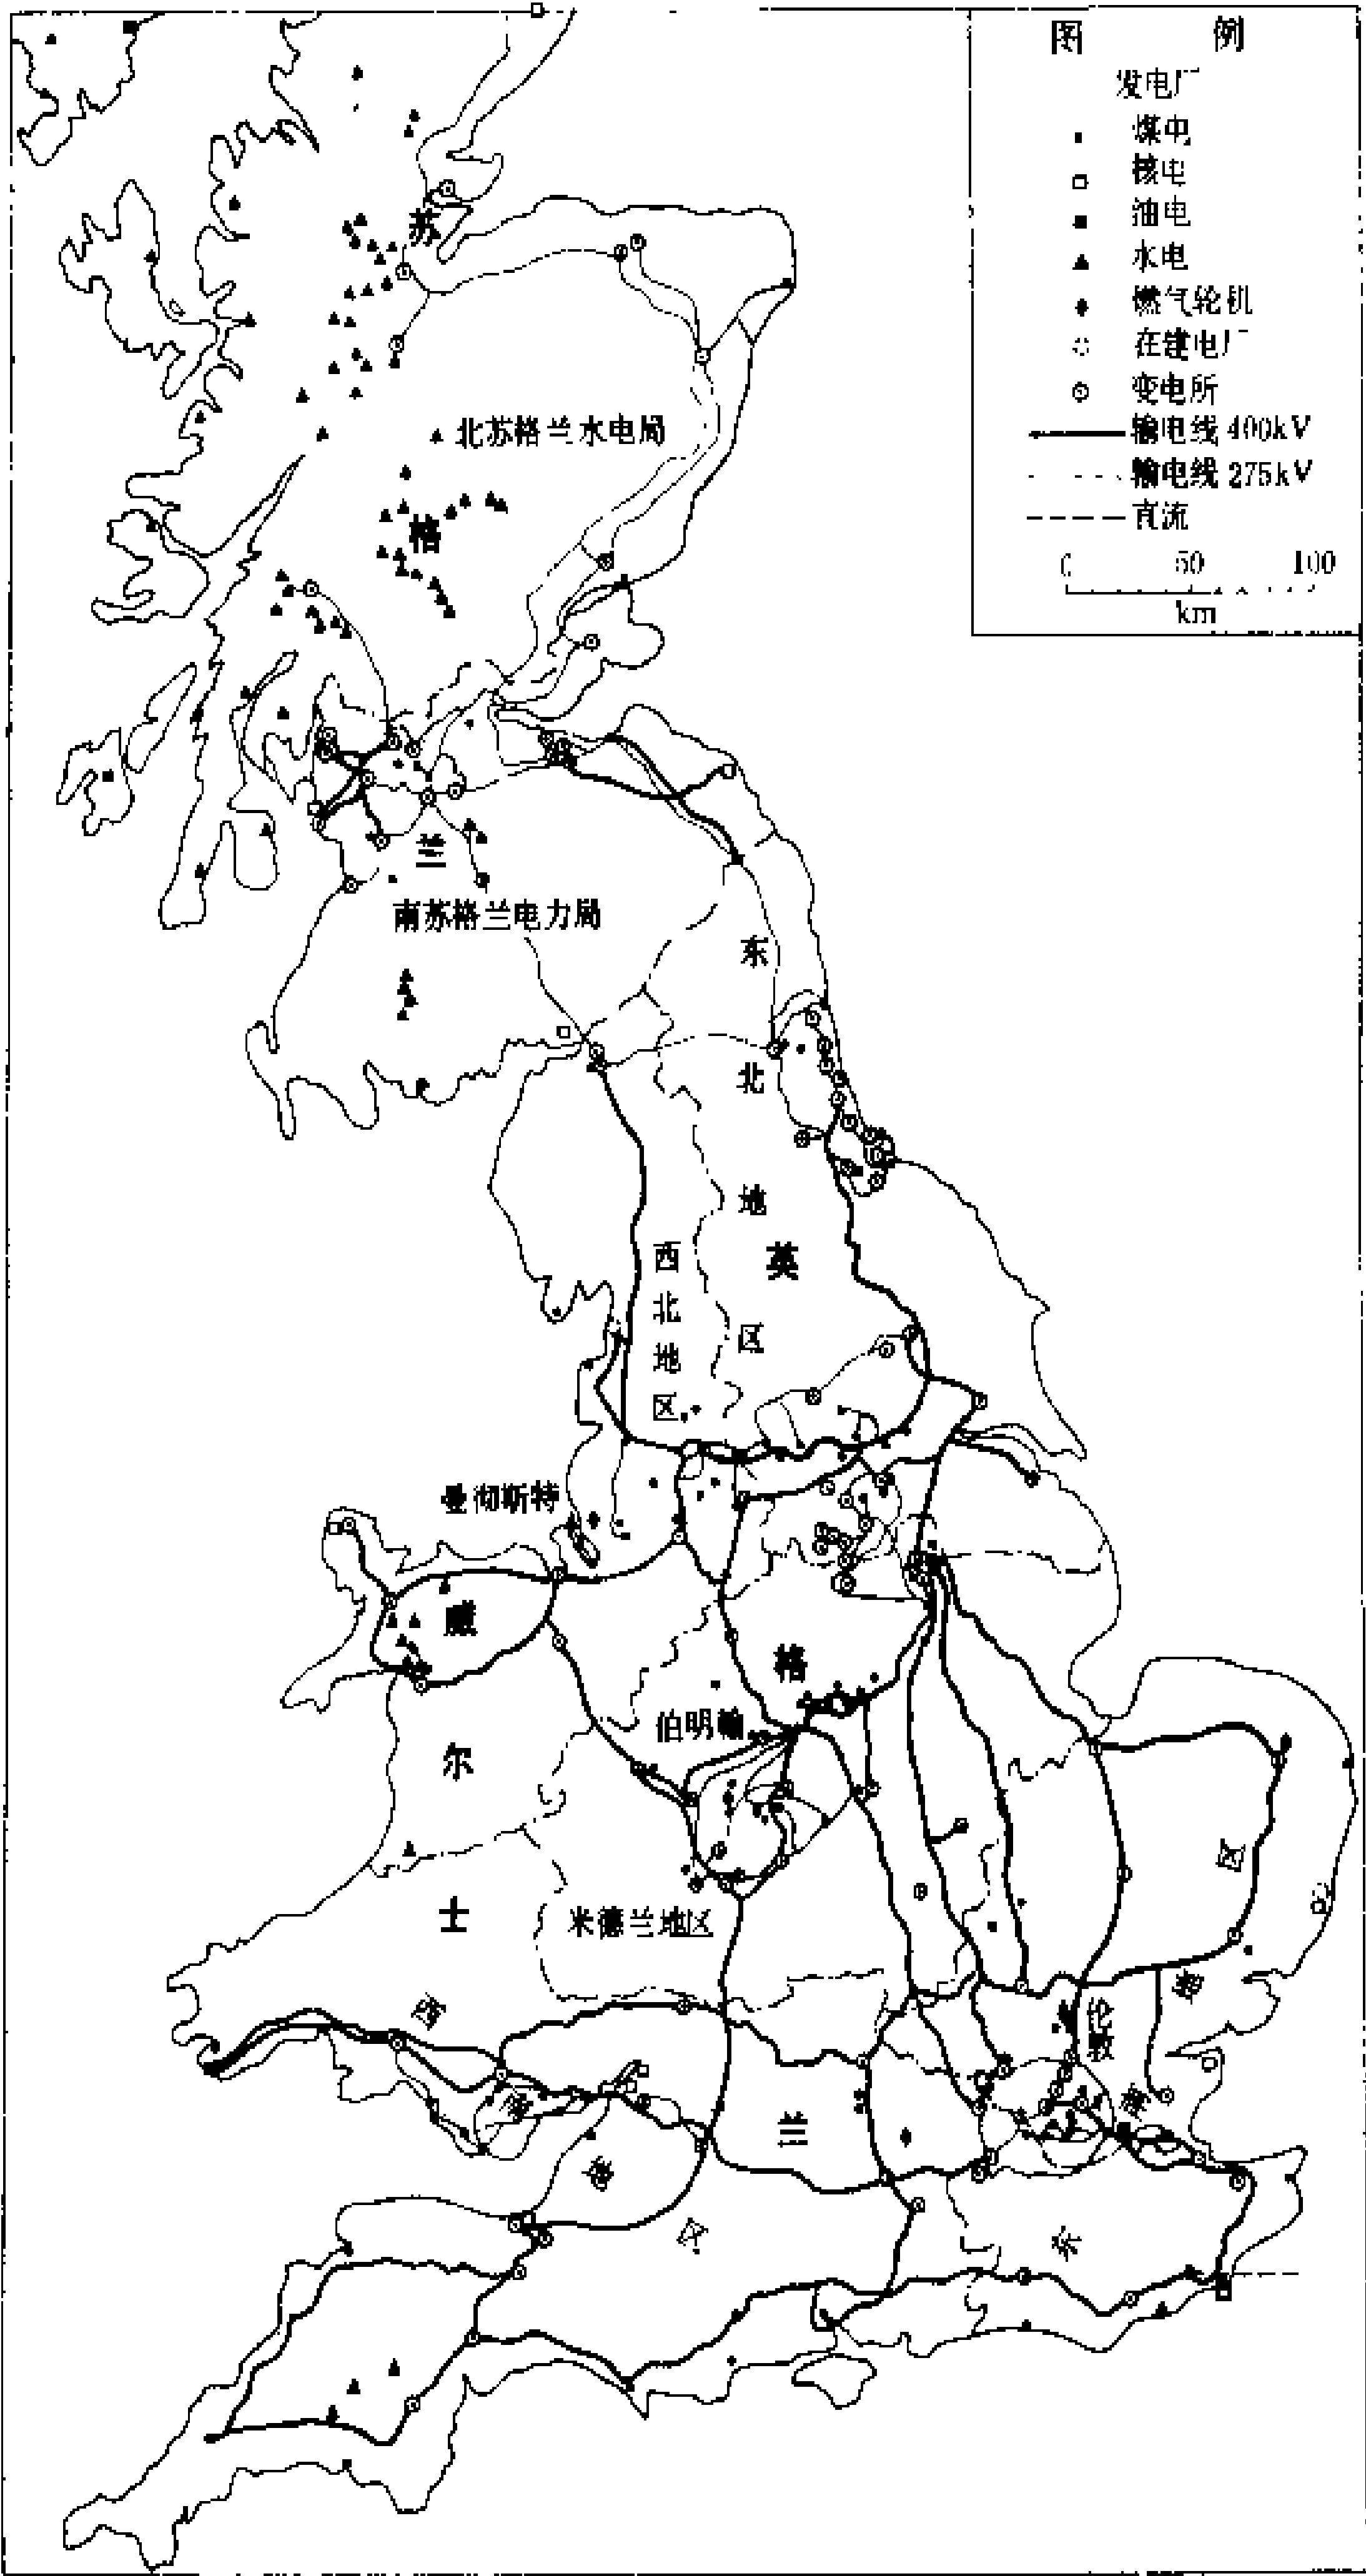 图 例
发电厂
煤电
核电
油电
水电
燃气轮机
在建电厂
变电所
输电线 400kV
输电线 275kV
直流
0 50 100
km
苏
北苏格兰水电局
格
兰
南苏格兰电力局
东
北
地
区
英
西
北
地
区
曼彻斯特
威
格
伯明翰
尔
士
米德兰地区
西
南
伦敦
地
区
南
兰
地
区
东